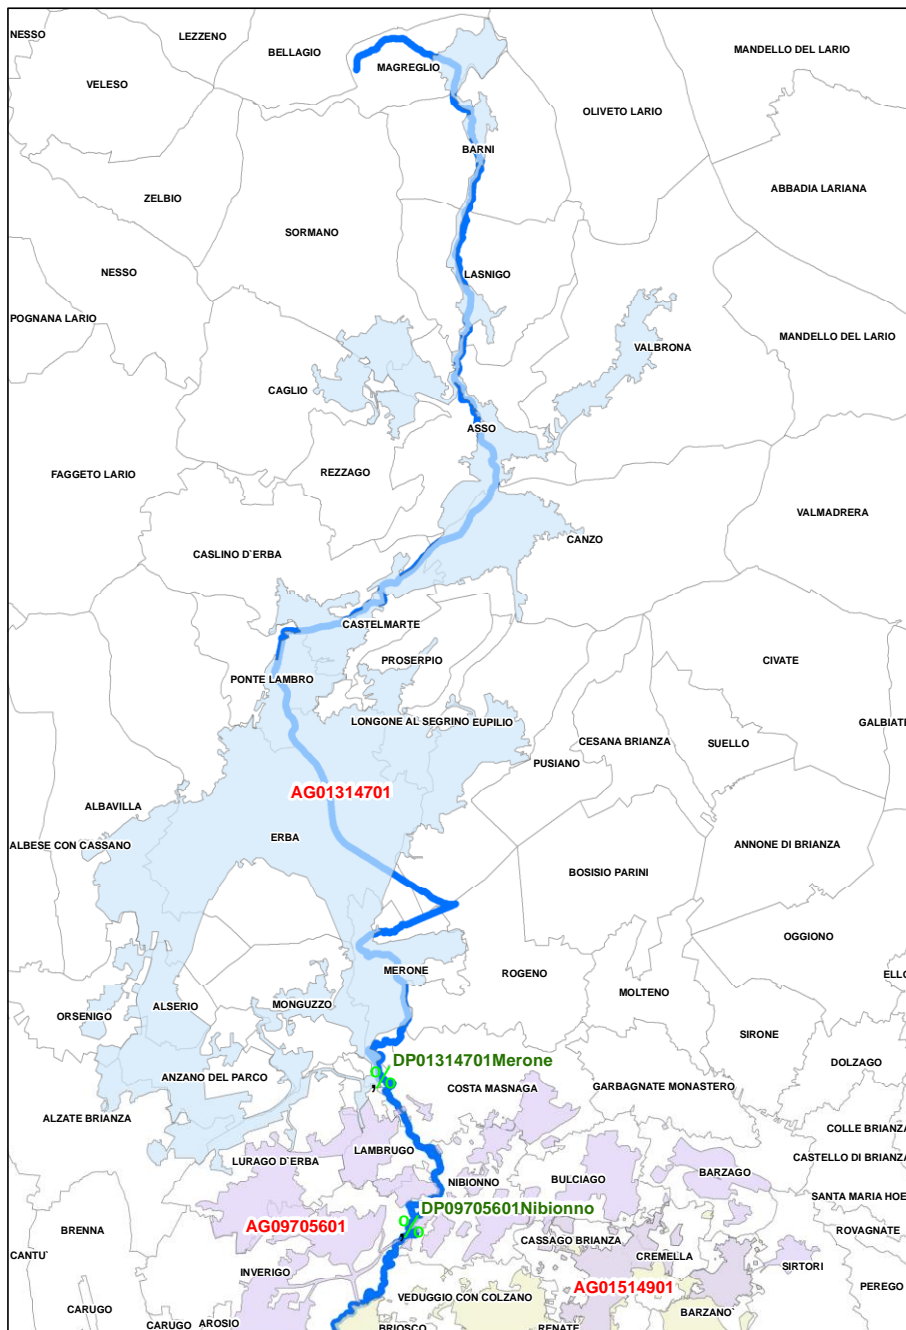 NESSO
LEZZENO
BELLAGIO
MANDELLO DEL LARIO
MAGREGLIO
VELESO
OLIVETO LARIO
BARNI
ABBADIA LARIANA
ZELBIO
SORMANO
NESSO
LASNIGO
POGNANA LARIO
MANDELLO DEL LARIO
VALBRONA
CAGLIO
ASSO
REZZAGO
FAGGETO LARIO
VALMADRERA
CANZO
CASLINO D`ERBA
CASTELMARTE
PROSERPIO
CIVATE
PONTE LAMBRO
LONGONE AL SEGRINO
EUPILIO
GALBIATE
CESANA BRIANZA
SUELLO
PUSIANO
AG01314701
ALBAVILLA
ERBA
ALBESE CON CASSANO
ANNONE DI BRIANZA
BOSISIO PARINI
OGGIONO
MERONE
ROGENO
ELLO
MOLTENO
ALSERIO
MONGUZZO
ORSENIGO
SIRONE
DP01314701Merone
DOLZAGO
ANZANO DEL PARCO
COSTA MASNAGA
GARBAGNATE MONASTERO
ALZATE BRIANZA
COLLE BRIANZA
LAMBRUGO
CASTELLO DI BRIANZA
LURAGO D`ERBA
BARZAGO
NIBIONNO
BULCIAGO
SANTA MARIA HOE
DP09705601Nibionno
AG09705601
BRENNA
ROVAGNATE
CASSAGO BRIANZA
CANTU`
CREMELLA
SIRTORI
INVERIGO
PEREGO
AG01514901
VEDUGGIO CON COLZANO
CARUGO
BARZANO`
CARUGO
AROSIO
BRIOSCO
RENATE